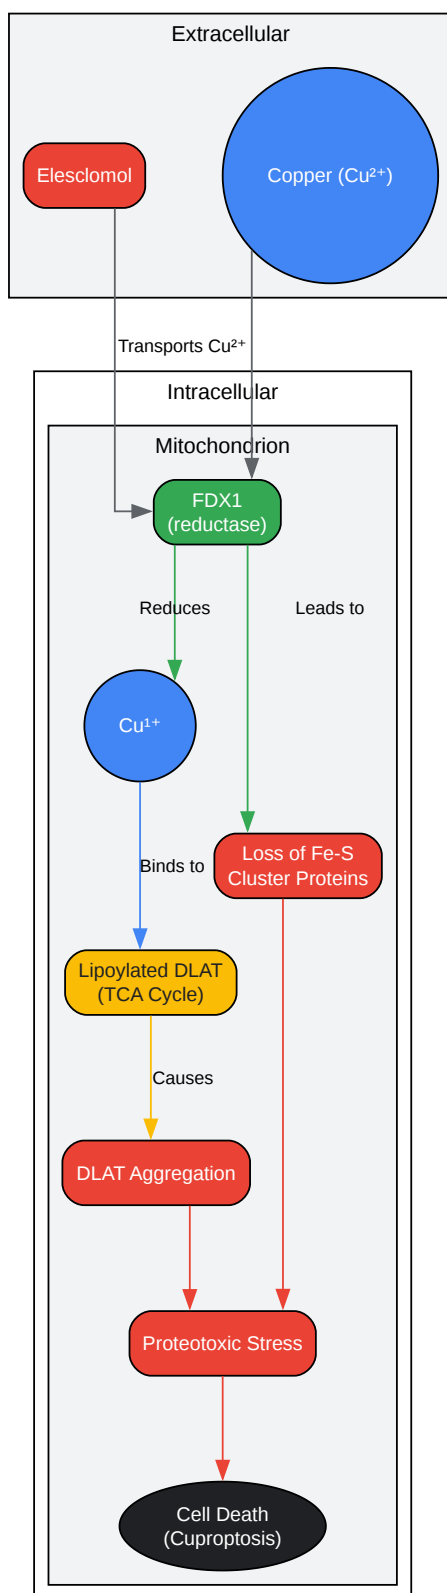 Extracellular
Elesclomol
Copper (Cu²⁺)
Transports Cu²⁺
Intracellular
Mitochondrion
FDX1
(reductase)
Reduces
Leads to
Cu¹⁺
Loss of Fe-S
Cluster Proteins
Binds to
Lipoylated DLAT
(TCA Cycle)
Causes
DLAT Aggregation
Proteotoxic Stress
Cell Death
(Cuproptosis)